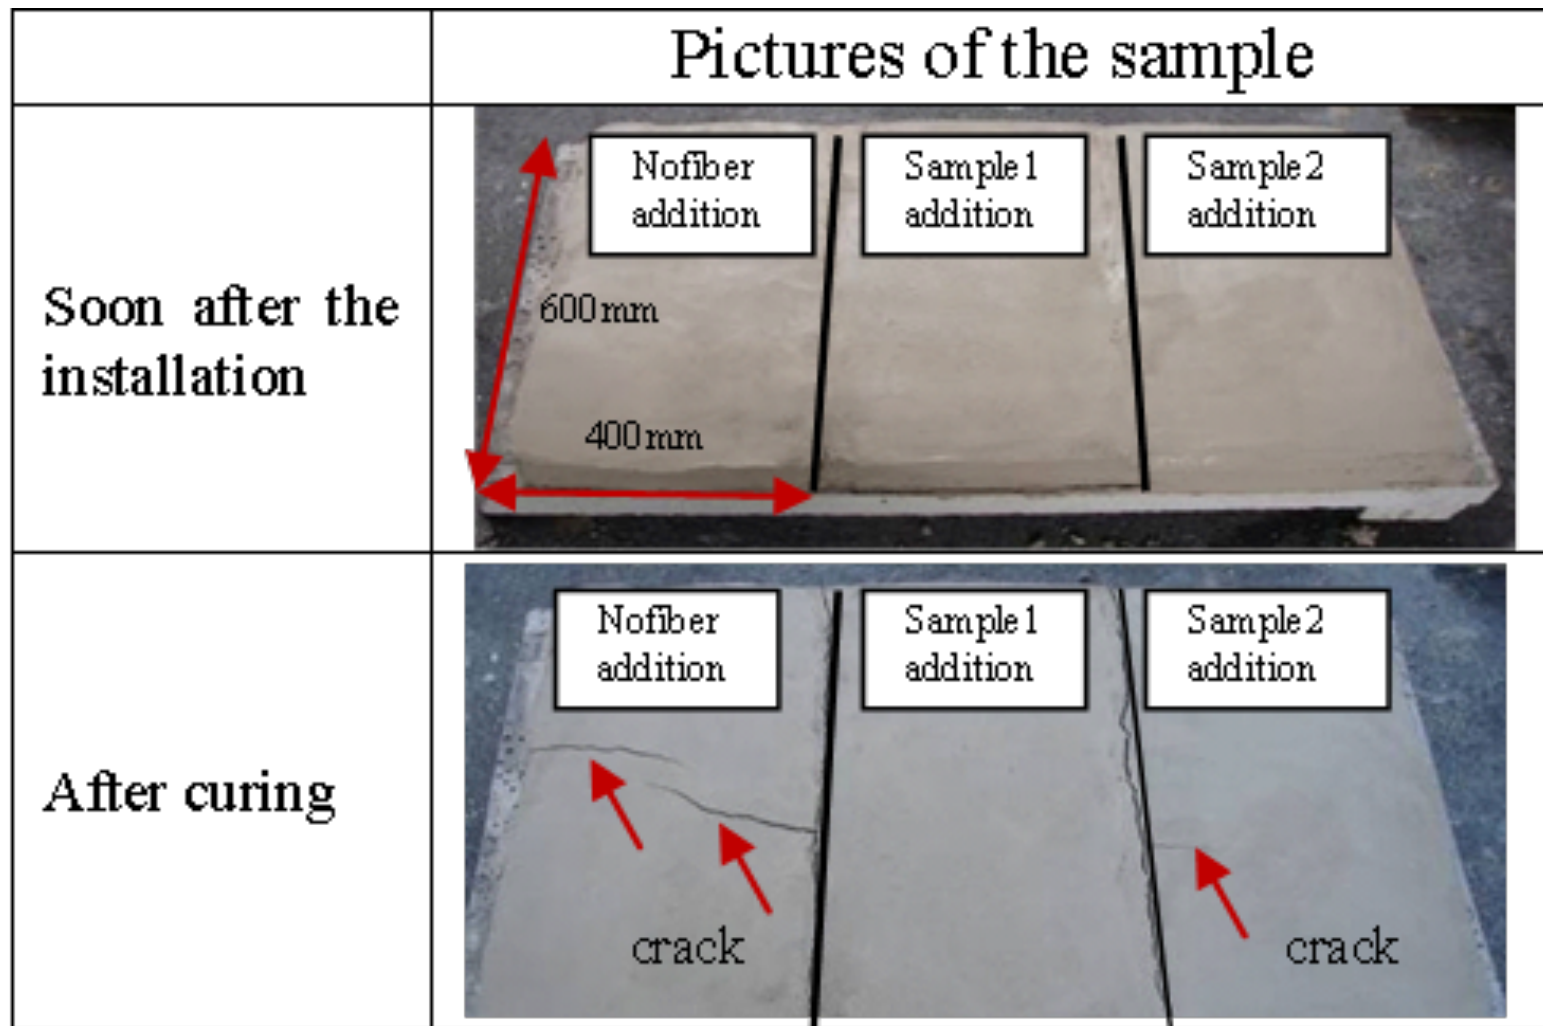 Pictures of the sample
Soon after the
installation
Nofiber
addition
Sample1
addition
Sample2
addition
600mm
400mm
After curing
Nofiber
addition
Sample1
addition
Sample2
addition
crack
crack